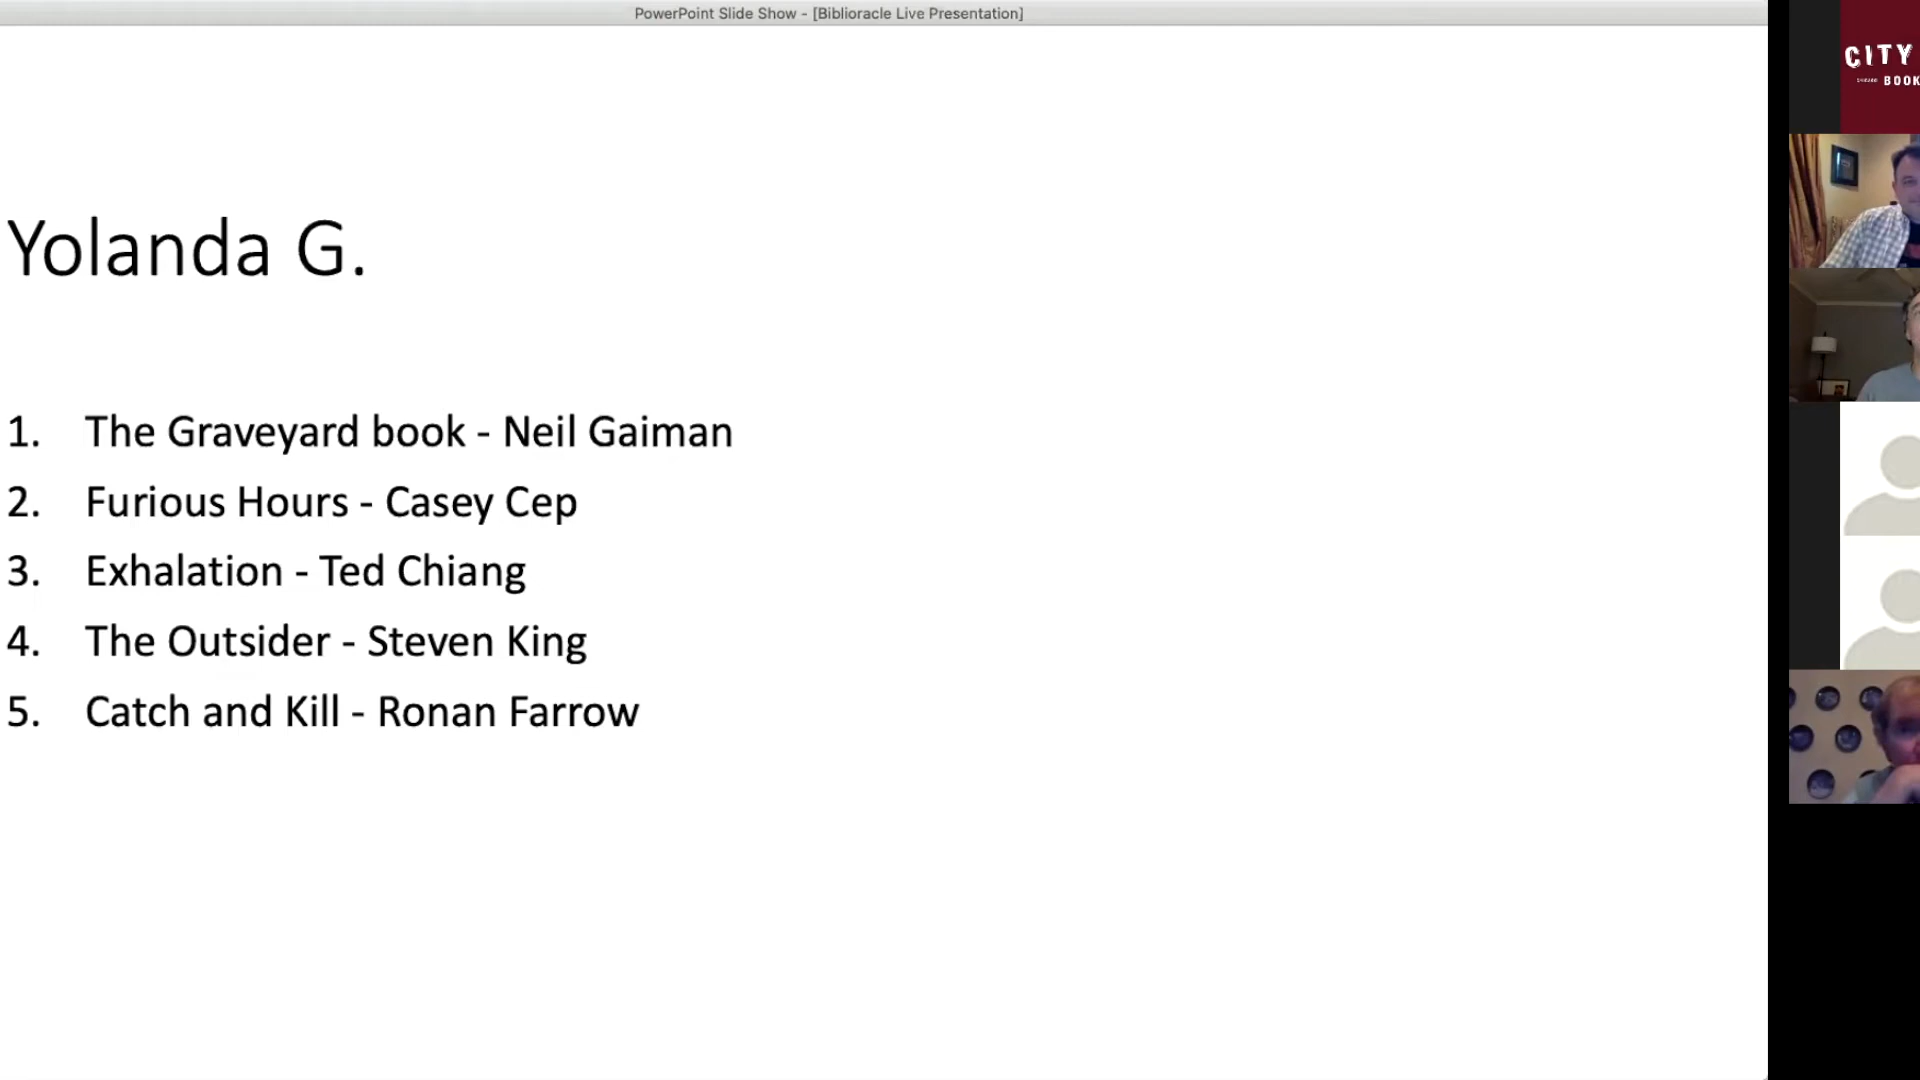 PowerPoint Slide Show - [Biblioracle Live Presentation]
CITY
BOOK
Yolanda G.
1. The Graveyard book - Neil Gaiman
2. Furious Hours - Casey Cep
3. Exhalation - Ted Chiang
4. The Outsider - Steven King
5. Catch and Kill - Ronan Farrow